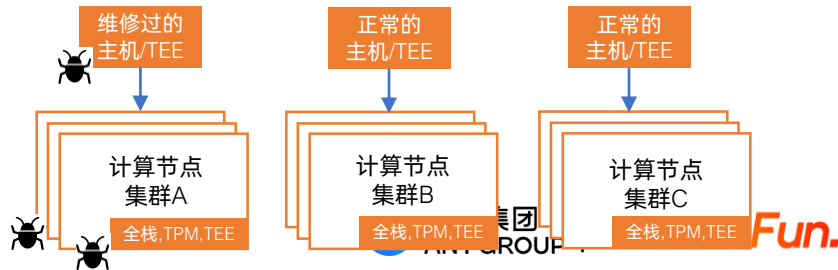 维修过的
主机/TEE
正常的
主机/TEE
正常的
主机/TEE
计算节点
集群A
全栈,TPM,TEE
计算节点
集群B
全栈,TPM,TEE
计算节点
集群C
全栈,TPM,TEE
集团
ANT GROUP
Fun.